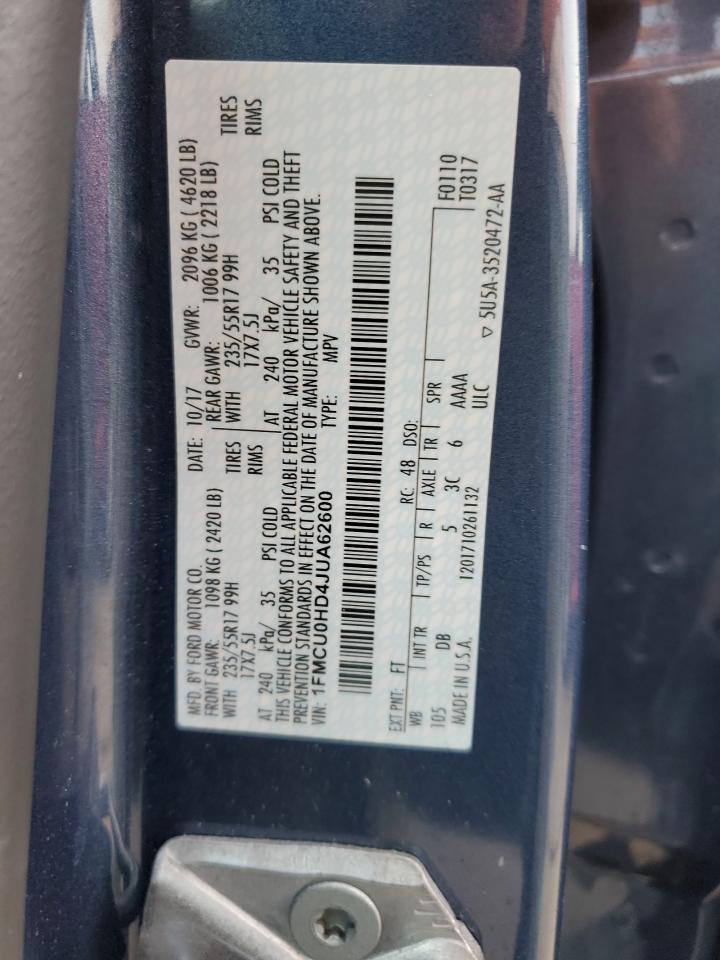 MFD. BY FORD MOTOR CO. DATE: 10/17 GVWR: 2096 KG ( 4620 LB)
FRONT GAWR: 1098 KG ( 2420 LB) REAR GAWR: 1006 KG ( 2218 LB)
WITH 235/55R17 99H TIRES WITH 235/55R17 99H TIRES
17X7.5J RIMS 17X7.5J RIMS
AT 240 kPa/ 35 PSI COLD AT 240 kPa/ 35 PSI COLD
THIS VEHICLE CONFORMS TO ALL APPLICABLE FEDERAL MOTOR VEHICLE SAFETY AND THEFT
PREVENTION STANDARDS IN EFFECT ON THE DATE OF MANUFACTURE SHOWN ABOVE.
VIN: 1FMCU0HD4JUA62600 TYPE: MPV
EXT PNT: FT RC: 48 DSO: F0110
WB INT TR TP/PS R AXLE TR SPR T0317
105 DB 5 3C 6 AAAA
MADE IN U.S.A. 1201710261132 ULC ▽ 5U5A-3520472-AA